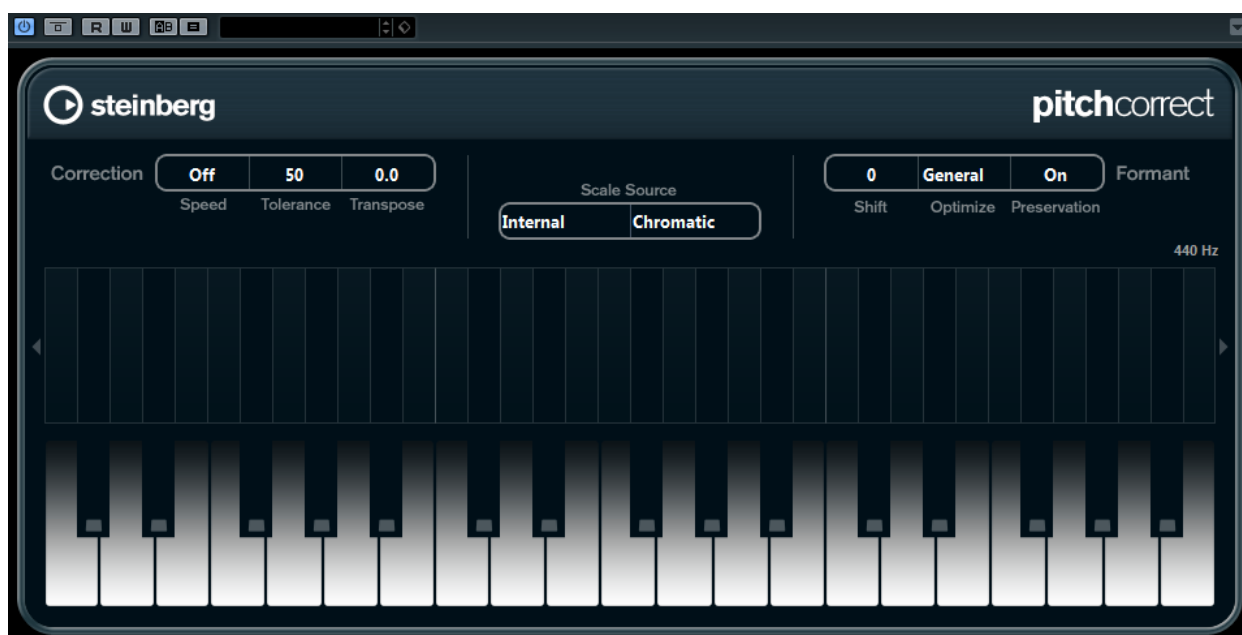 R W AB
steinberg
pitchcorrect
Correction Off 50 0.0
Speed Tolerance Transpose
Scale Source
Internal Chromatic
0 General On Formant
Shift Optimize Preservation
440 Hz